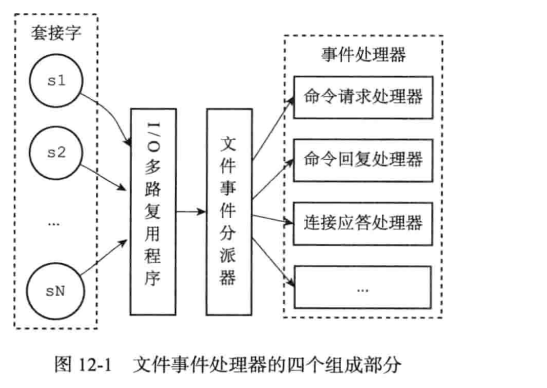 套接字
s1
s2
...
sN
I/O多路复用程序
文件事件分派器
事件处理器
命令请求处理器
命令回复处理器
连接应答处理器
...
图 12-1 文件事件处理器的四个组成部分